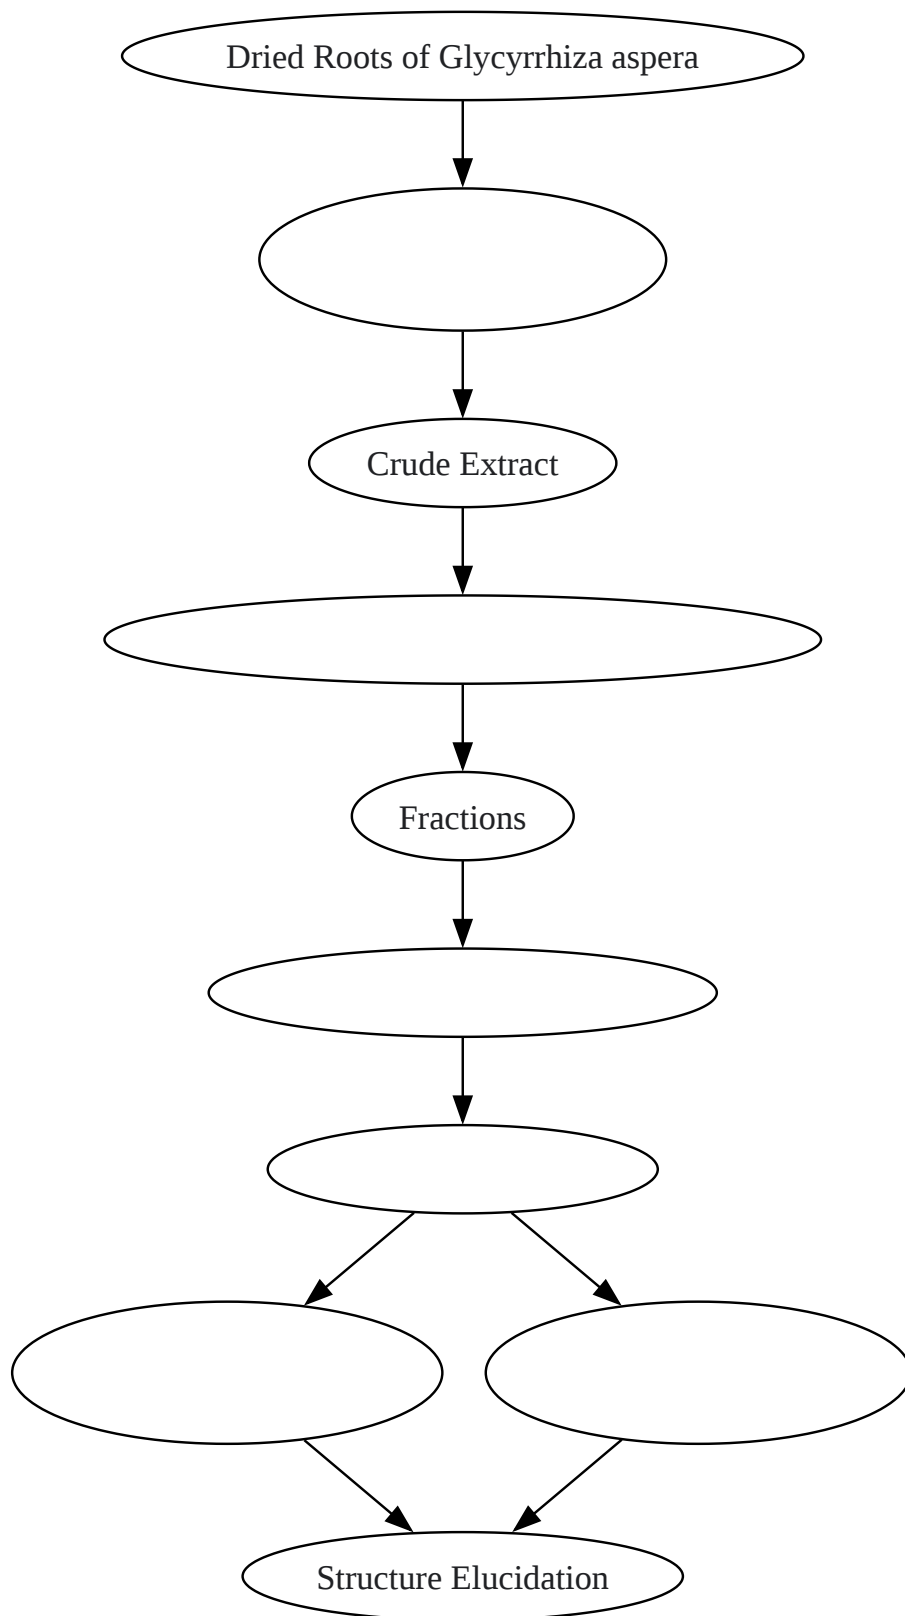 Dried Roots of Glycyrrhiza aspera
Crude Extract
Fractions
Structure Elucidation